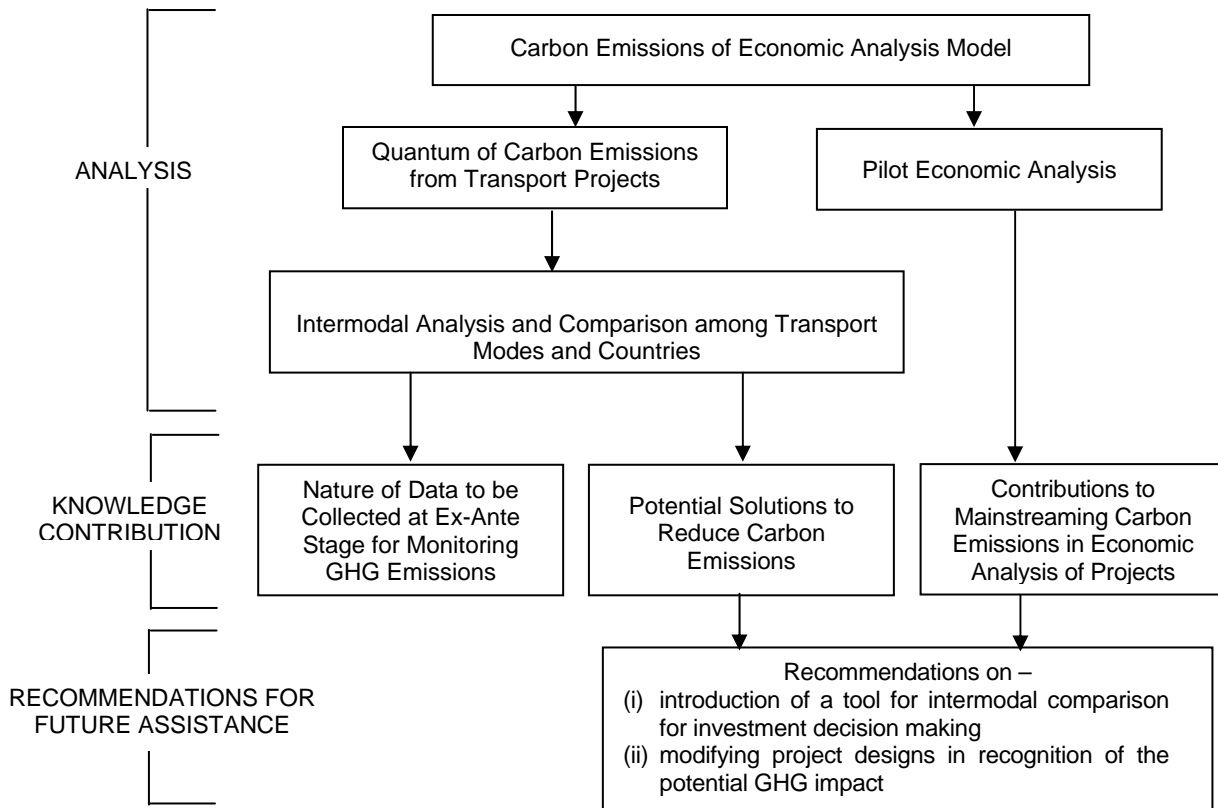 Carbon Emissions of Economic Analysis Model
ANALYSIS
Quantum of Carbon Emissions
from Transport Projects
Pilot Economic Analysis
Intermodal Analysis and Comparison among Transport
Modes and Countries
KNOWLEDGE
CONTRIBUTION
Nature of Data to be
Collected at Ex-Ante
Stage for Monitoring
GHG Emissions
Potential Solutions to
Reduce Carbon
Emissions
Contributions to
Mainstreaming Carbon
Emissions in Economic
Analysis of Projects
RECOMMENDATIONS FOR
FUTURE ASSISTANCE
Recommendations on –
(i) introduction of a tool for intermodal comparison
for investment decision making
(ii) modifying project designs in recognition of the
potential GHG impact